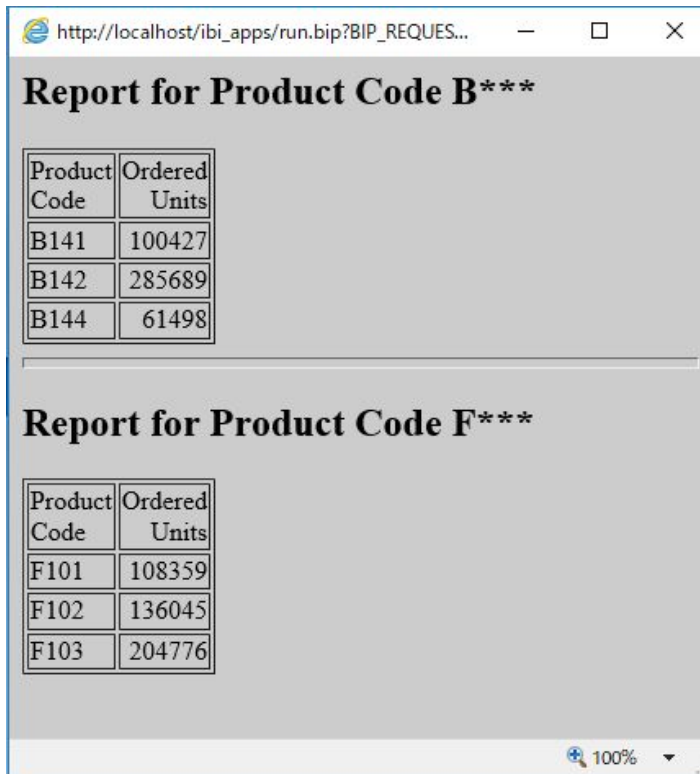 http://localhost/ibi_apps/run.bip?BIP_REQUES...
Report for Product Code B***
Product Code Ordered Units
B141 100427
B142 285689
B144 61498
Report for Product Code F***
Product Code Ordered Units
F101 108359
F102 136045
F103 204776
100%